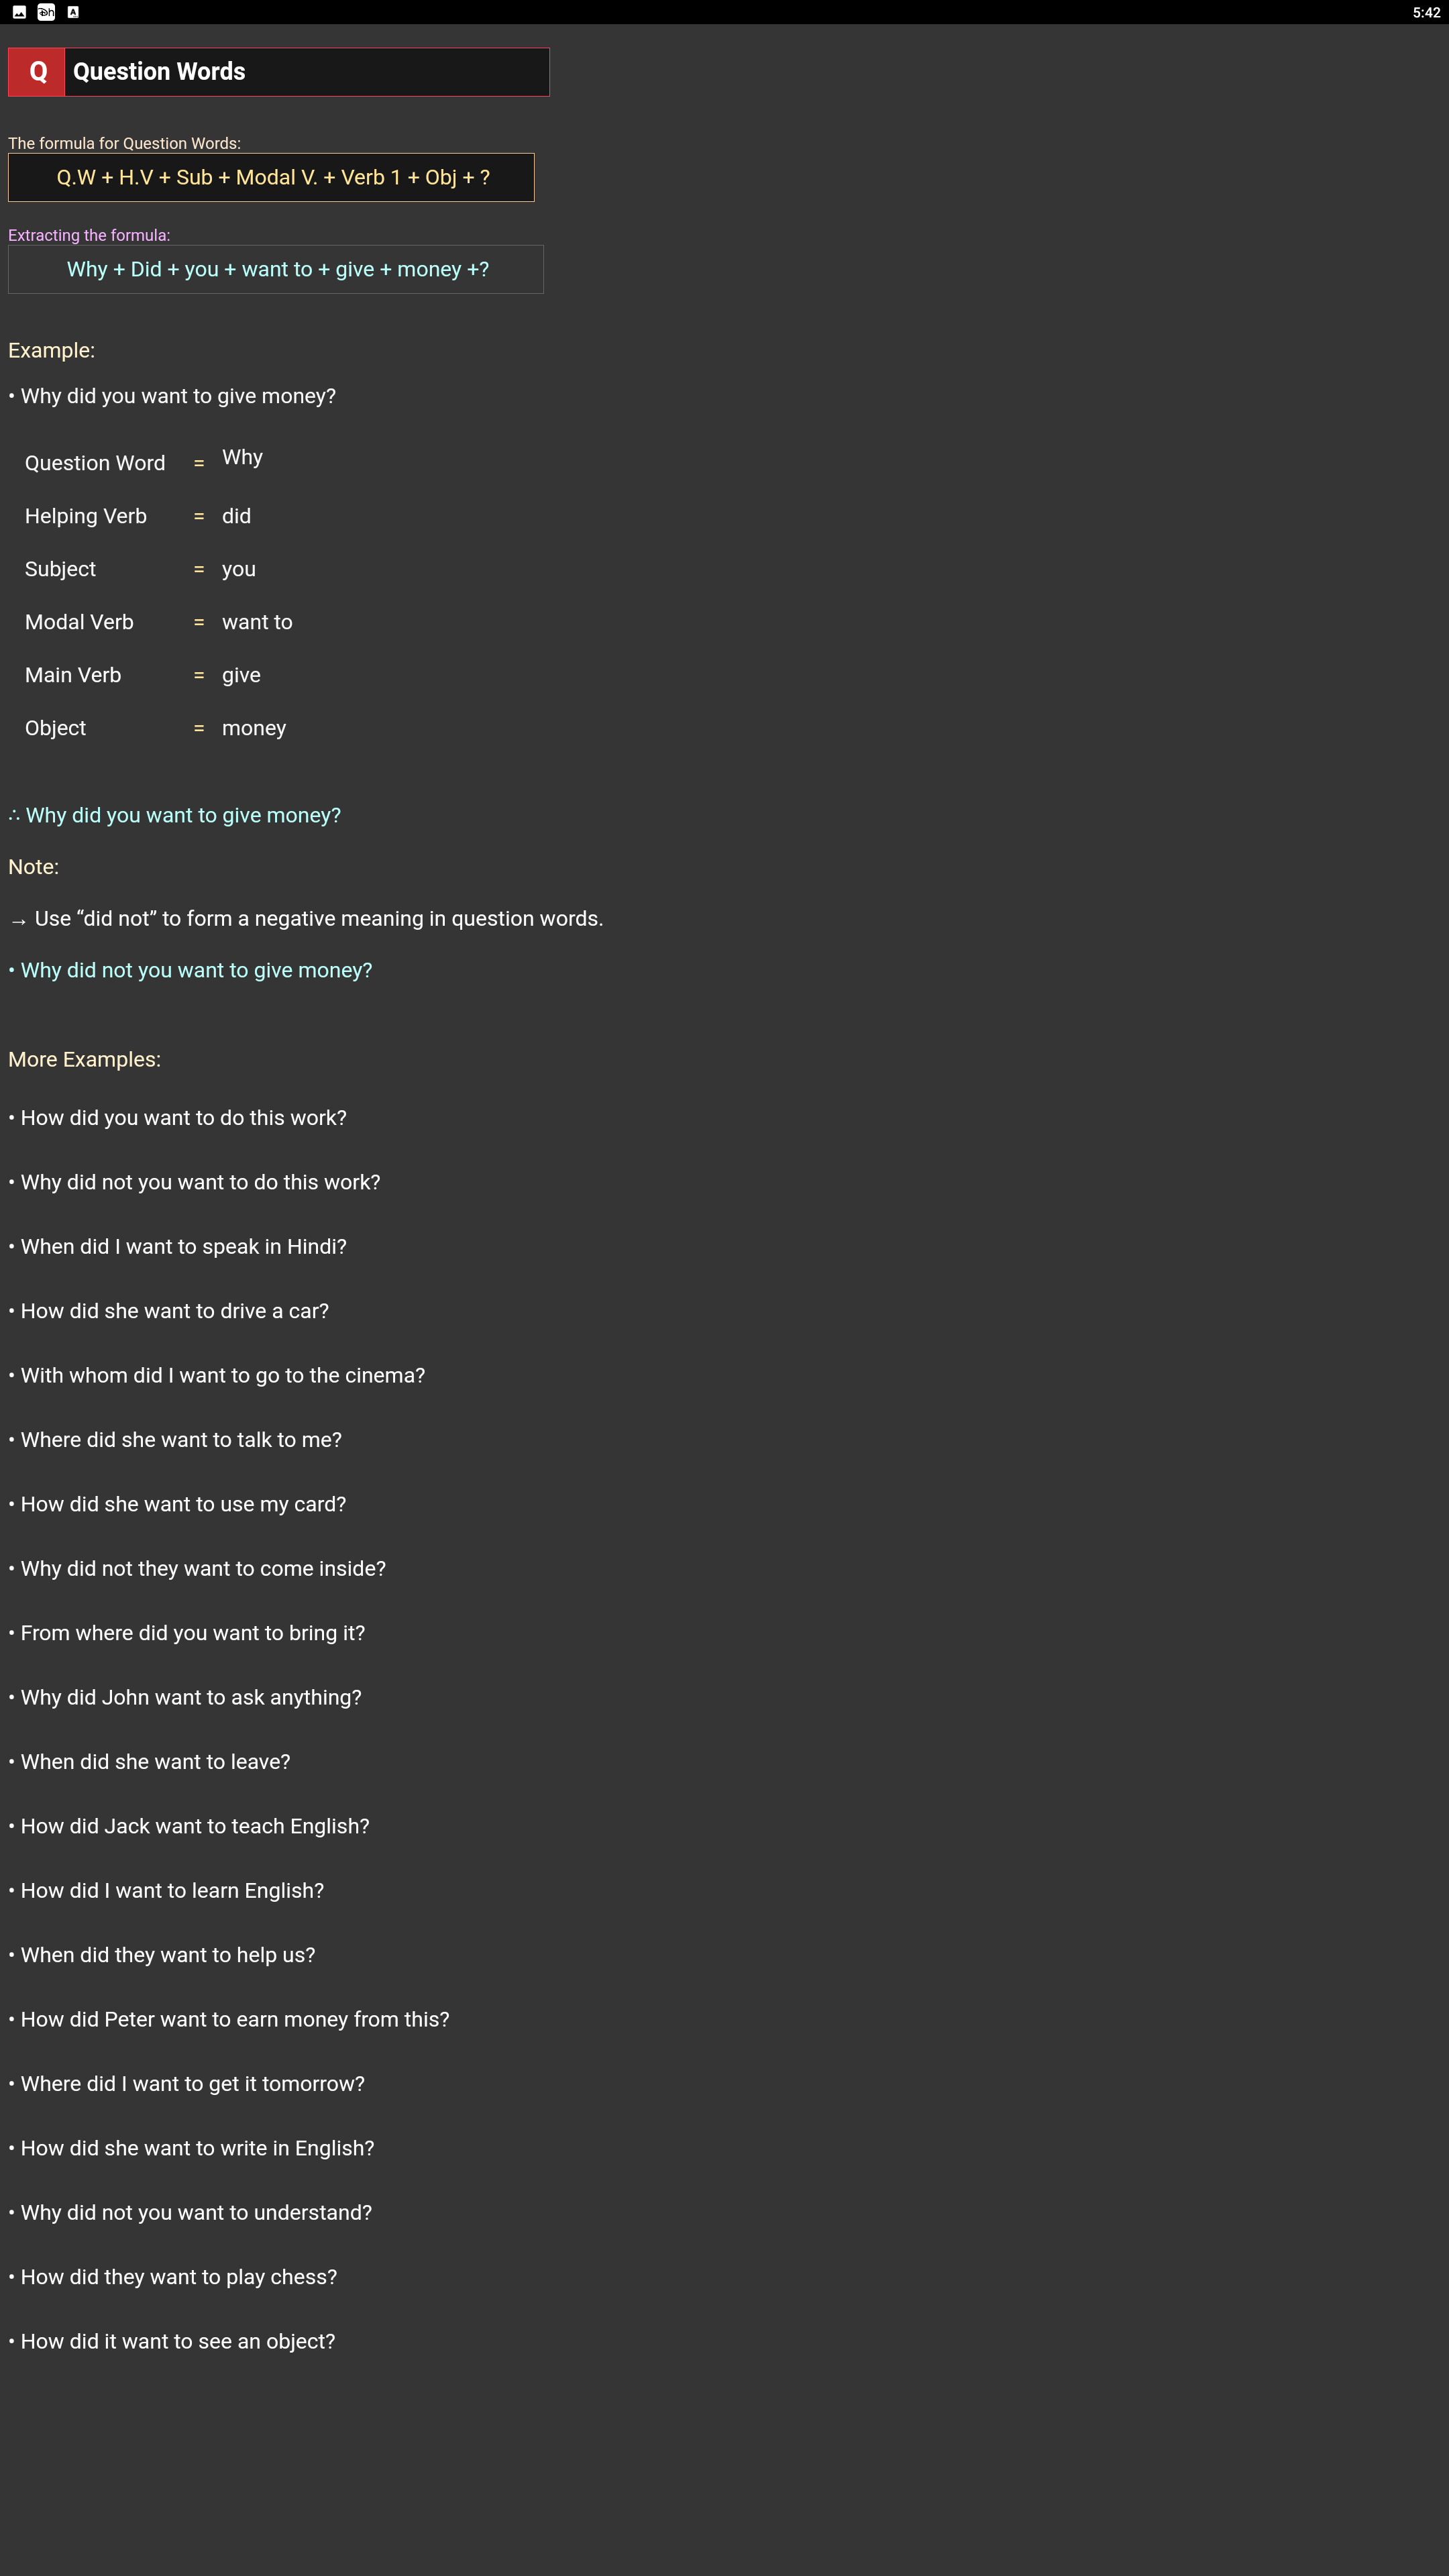 5:42
Q Question Words
The formula for Question Words:
Q.W + H.V + Sub + Modal V. + Verb 1 + Obj + ?
Extracting the formula:
Why + Did + you + want to + give + money +?
Example:
• Why did you want to give money?
Question Word = Why
Helping Verb = did
Subject = you
Modal Verb = want to
Main Verb = give
Object = money
∴ Why did you want to give money?
Note:
→ Use “did not” to form a negative meaning in question words.
• Why did not you want to give money?
More Examples:
• How did you want to do this work?
• Why did not you want to do this work?
• When did I want to speak in Hindi?
• How did she want to drive a car?
• With whom did I want to go to the cinema?
• Where did she want to talk to me?
• How did she want to use my card?
• Why did not they want to come inside?
• From where did you want to bring it?
• Why did John want to ask anything?
• When did she want to leave?
• How did Jack want to teach English?
• How did I want to learn English?
• When did they want to help us?
• How did Peter want to earn money from this?
• Where did I want to get it tomorrow?
• How did she want to write in English?
• Why did not you want to understand?
• How did they want to play chess?
• How did it want to see an object?